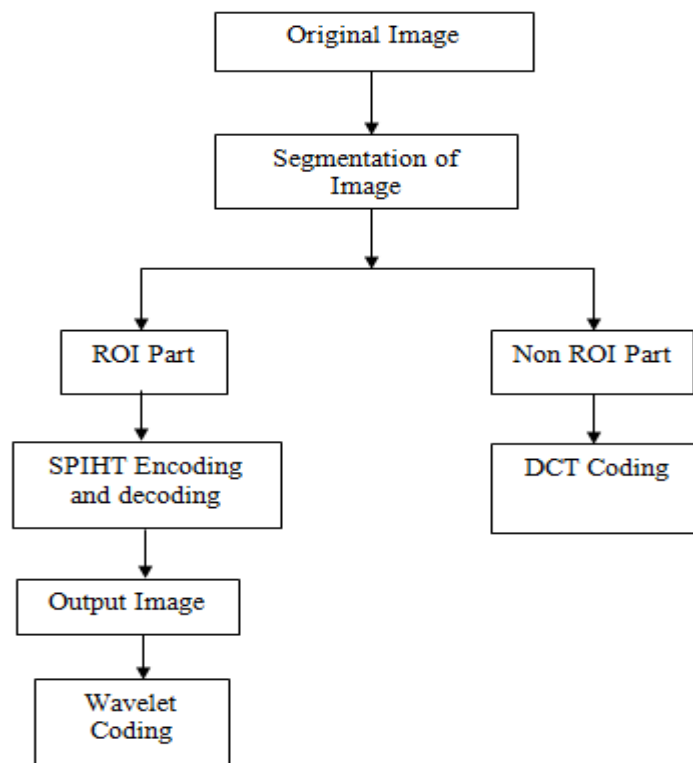 Original Image
Segmentation of
Image
ROI Part
Non ROI Part
SPIHT Encoding
and decoding
DCT Coding
Output Image
Wavelet
Coding